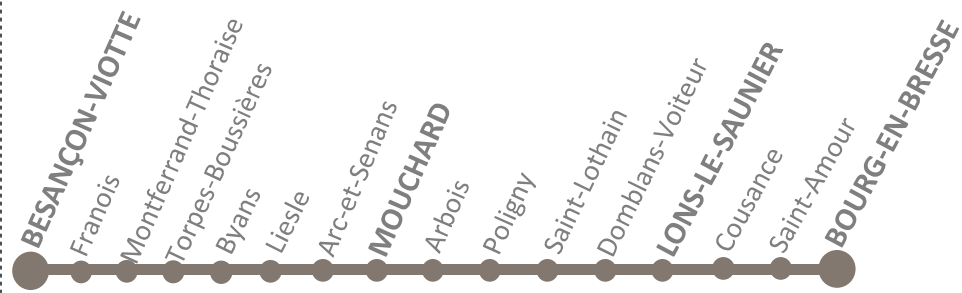 BESANÇON-VIOTTE
Franois
Montferrand-Thoraise
Torpes-Boussières
Byans
Liesle
Arc-et-Senans
MOUCHARD
Arbois
Poligny
Saint-Lothain
Domblans-Voiteur
LONS-LE-SAUNIER
Cousance
Saint-Amour
BOURG-EN-BRESSE